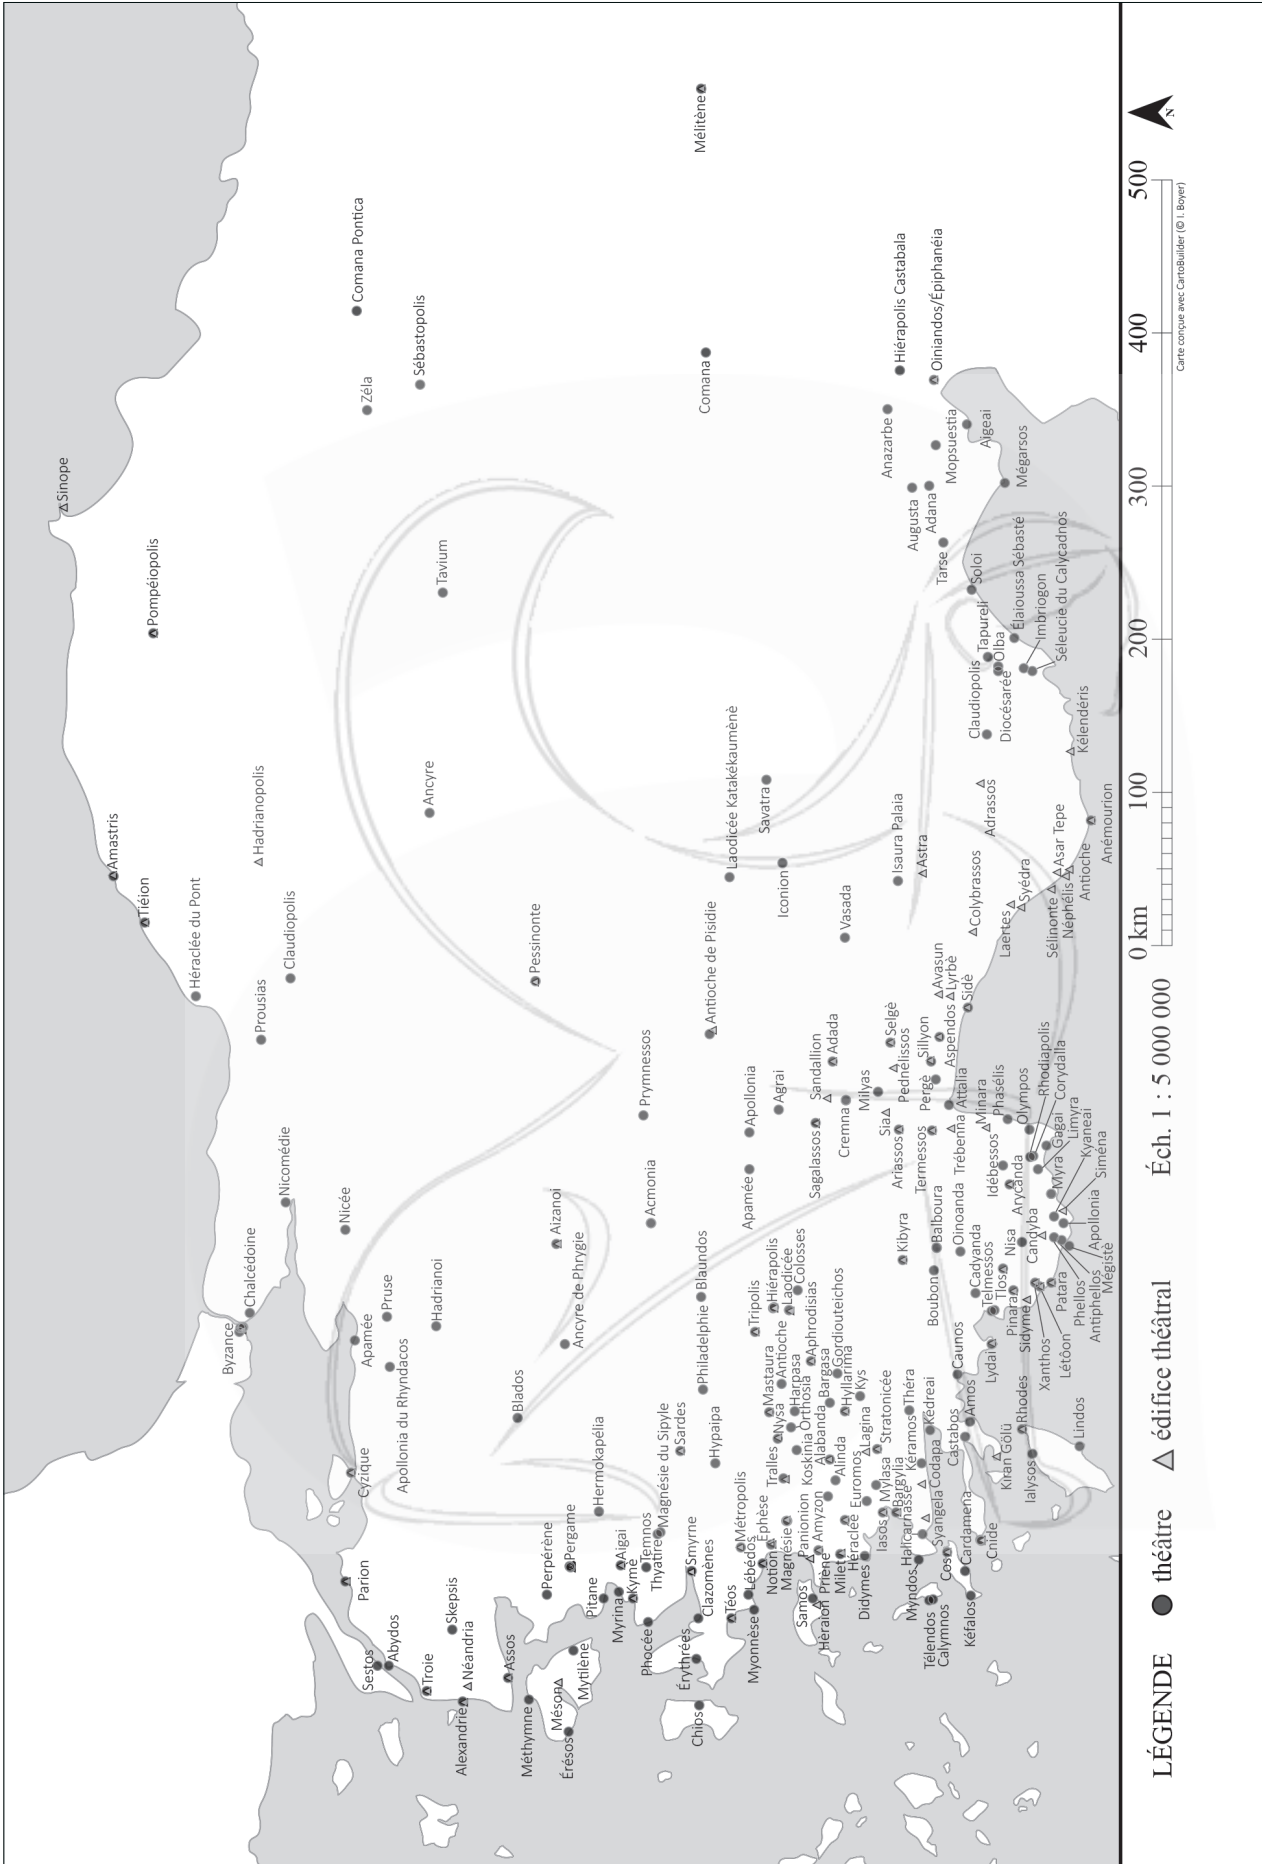 Sinope
Pompéiopolis
Amastris
Tiéion
Héraclée du Pont
Hadrianopolis
Claudiopolis
Prousias
Comana Pontica
Zéla
Sébastopolis
Tavium
Ancyre
Pessinonte
Mélitène
Comana
Nicomédie
Nicée
Chalcédoine
Byzance
Pruse
Apamée
Hadrianoi
Apollonia du Rhyndacos
Cyzique
Parion
Sestos
Abydos
Skepsis
Troie
Néandria
Alexandrie
Assos
Blados
Aizanoi
Ancyre de Phrygie
Hermokapélia
Perpérène
Pergame
Méthymne
Méson
Mytilène
Érésos
Pitane
Aigai
Myrina
Kymè
Temnos
Thyatire
Magnésie du Sipyle
Phocée
Sardes
Hypaipa
Smyrne
Clazomènes
Érythrées
Chios
Philadelphie
Blaundos
Acmonia
Prymnessos
Antioche de Pisidie
Laodicée Katakékaumènè
Savatra
Iconion
Vasada
Isaura Palaia
Astra
Apollonia
Apamée
Agrai
Sandallion
Adada
Sagalassos
Cremna
Milyas
Selgè
Pednélissos
Sia
Ariassos
Termessos
Pergè
Sillyon
Aspendos
Avasun
Lyrbè
Sidè
Attalia
Trébenna
Colybrassos
Laertes
Syédra
Sélinonte
Asar Tepe
Néphélis
Antioche
Anémourion
Kélendéris
Adrassos
Claudiopolis
Diocésarée
Olba
Tapureli
Soloi
Élaioussa Sébasté
Imbriogon
Séleucie du Calycadnos
Tarse
Augusta
Adana
Anazarbe
Mopsuestia
Hiérapolis Castabala
Oiniandos/Épiphanéia
Aigeai
Mégarsos
Tripolis
Hiérapolis
Laodicée
Colosses
Mastaura
Antioche
Aphrodisias
Nysa
Harpasa
Gordiouteichos
Tralles
Orthosia
Bargasa
Koskinia
Hyllarima
Alabanda
Kys
Métropolis
Éphèse
Téos
Lébédos
Myonnèse
Notion
Magnésie
Panionion
Amyzon
Alinda
Lagina
Stratonicée
Samos
Héraion
Priène
Milet
Héraclée
Euromos
Mylasa
Didymes
Iasos
Bargylia
Kéramos
Théra
Myndos
Halicarnasse
Syangela
Codapa
Kédreai
Télendos
Calymnos
Cos
Cardamena
Kéfalos
Cnide
Castabos
Amos
Caunos
Kiran Gölü
Rhodes
Ialysos
Lindos
Kibyra
Balboura
Boubon
Oinoanda
Cadyanda
Telmessos
Tlos
Lydai
Pinara
Sidyme
Xanthos
Létôon
Patara
Nisa
Candyba
Phellos
Antiphellos
Mégistè
Apollonia
Siména
Kyaneai
Myra
Limyra
Gagai
Corydalla
Rhodiapolis
Olympos
Phasélis
Minara
Idébessos
Arycanda
LÉGENDE
théâtre
édifice théâtral
Éch. 1 : 5 000 000
0 km 100 200 300 400 500
N
Carte conçue avec CartoBuilder (© I. Boyer)